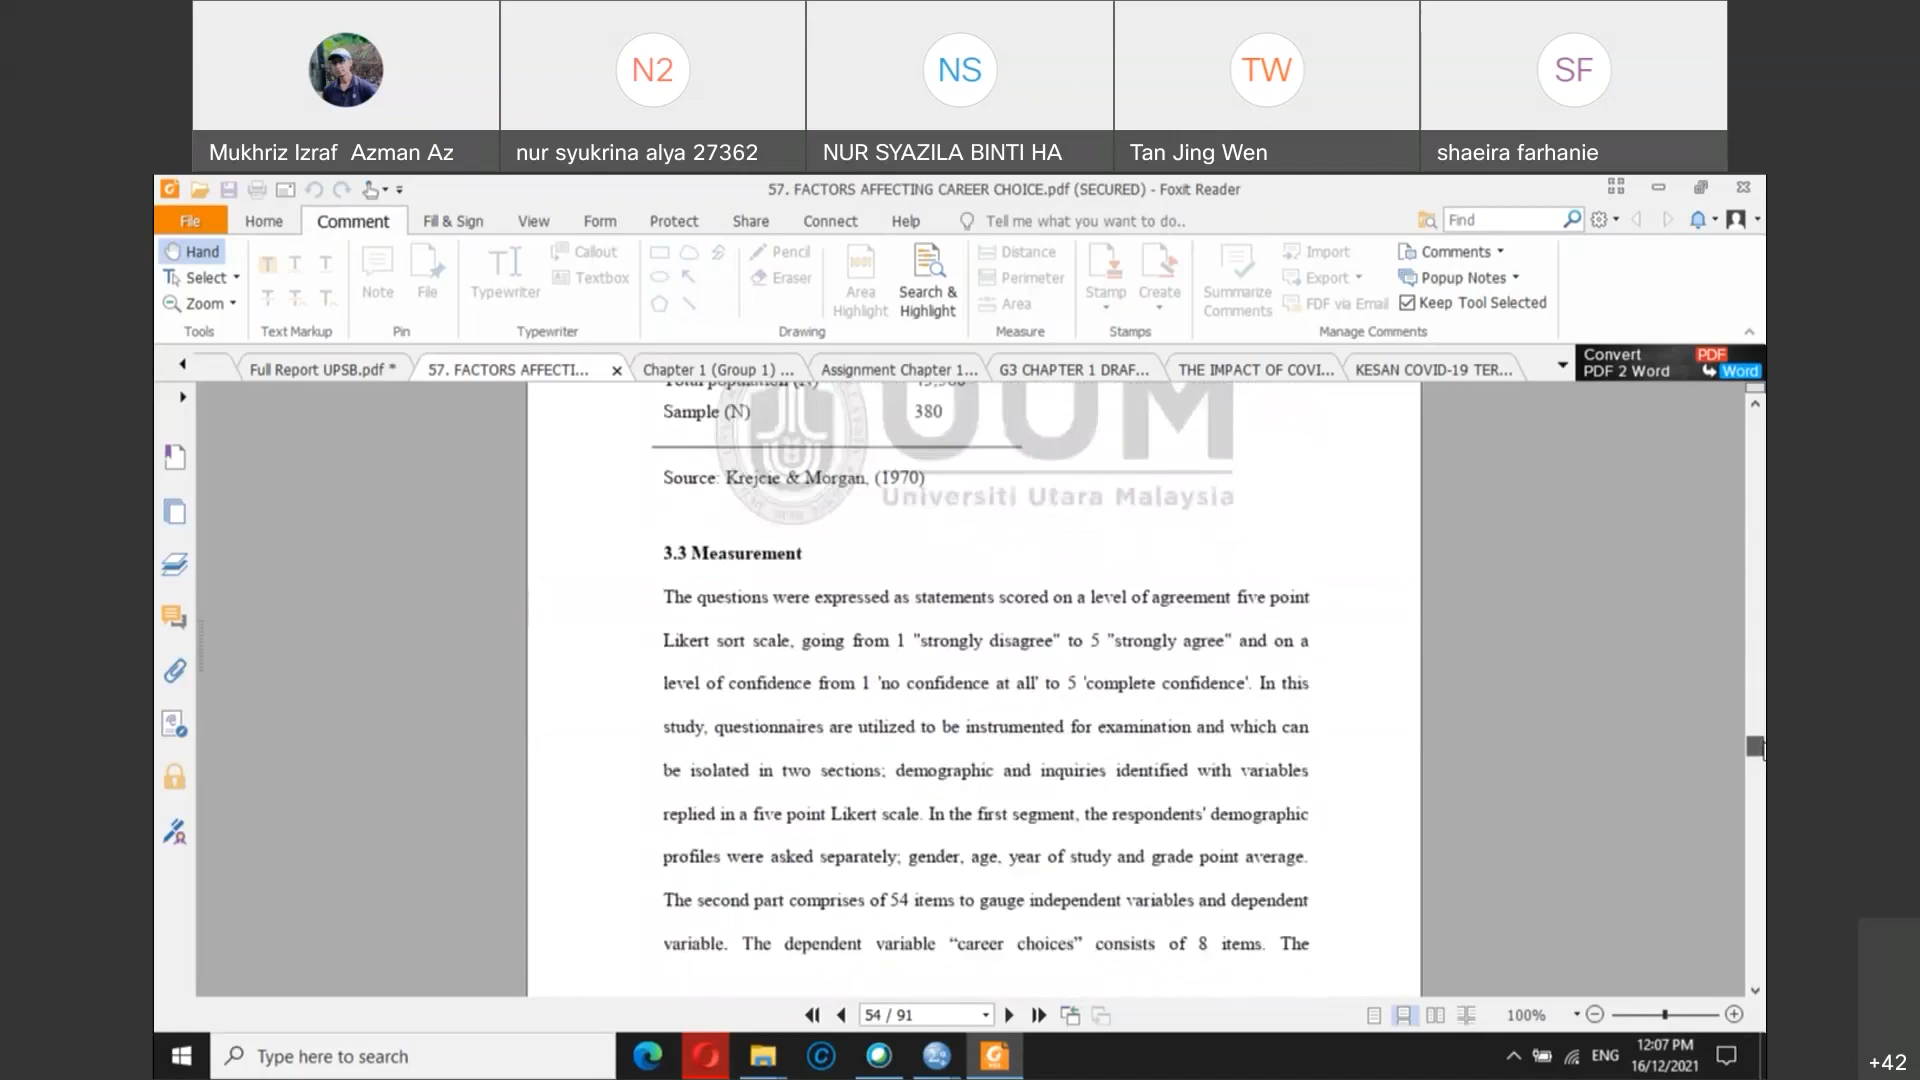 N2
NS
TW
SF
Mukhriz Izraf Azman Az
nur syukrina alya 27362
NUR SYAZILA BINTI HA
Tan Jing Wen
shaeira farhanie
57. FACTORS AFFECTING CAREER CHOICE.pdf (SECURED) - Foxit Reader
File Home Comment Fill & Sign View Form Protect Share Connect Help Tell me what you want to do.. Find
Hand
Select
Zoom
Tools
Text Markup
Note
File
Pin
Typewriter
Callout
Textbox
Typewriter
Pencil
Eraser
Area
Highlight
Search &
Highlight
Drawing
Distance
Perimeter
Area
Measure
Stamp
Create
Stamps
Summarize
Comments
Import
Export
FDF via Email
Comments
Popup Notes
Keep Tool Selected
Manage Comments
Full Report UPSB.pdf *
57. FACTORS AFFECTI...
Chapter 1 (Group 1) ...
Assignment Chapter 1...
G3 CHAPTER 1 DRAF...
THE IMPACT OF COVI...
KESAN COVID-19 TER...
Convert PDF
PDF 2 Word Word
Total population (N)
Sample (N) 380
UUM
Source: Krejcie & Morgan, (1970)
Universiti Utara Malaysia
3.3 Measurement
The questions were expressed as statements scored on a level of agreement five point
Likert sort scale, going from 1 "strongly disagree" to 5 "strongly agree" and on a
level of confidence from 1 'no confidence at all' to 5 'complete confidence'. In this
study, questionnaires are utilized to be instrumented for examination and which can
be isolated in two sections; demographic and inquiries identified with variables
replied in a five point Likert scale. In the first segment, the respondents' demographic
profiles were asked separately; gender, age, year of study and grade point average.
The second part comprises of 54 items to gauge independent variables and dependent
variable. The dependent variable “career choices” consists of 8 items. The
54 / 91
100%
Type here to search
ENG
12:07 PM
16/12/2021
+42